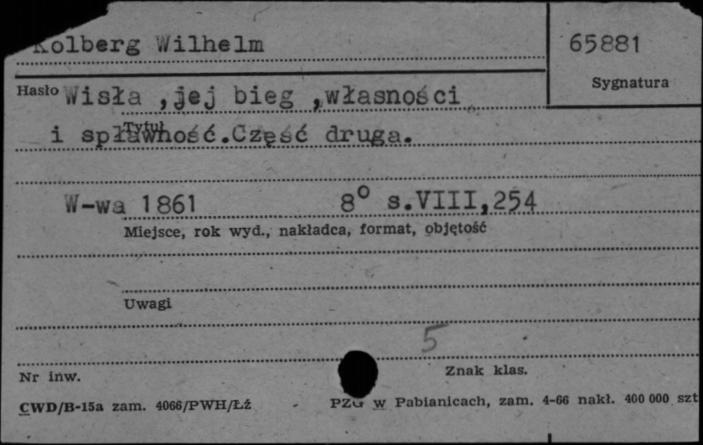 Kolberg Wilhelm
65881
Sygnatura
Hasło Wisła ,jej bieg ,własności
Tytuł
i spławność.Część druga.
W-wa 1861 8° s.VIII,254
Miejsce, rok wyd., nakładca, format, objętość
Uwagi
5
Nr inw.
Znak klas.
CWD/B-15a zam. 4066/PWH/Łź PZG w Pabianicach, zam. 4-66 nakł. 400 000 szt